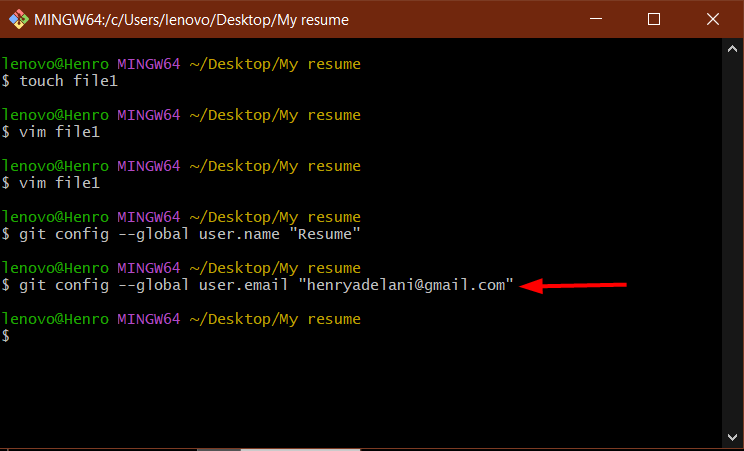 MINGW64:/c/Users/lenovo/Desktop/My resume
lenovo@Henro MINGW64 ~/Desktop/My resume
$ touch file1
lenovo@Henro MINGW64 ~/Desktop/My resume
$ vim file1
lenovo@Henro MINGW64 ~/Desktop/My resume
$ vim file1
lenovo@Henro MINGW64 ~/Desktop/My resume
$ git config --global user.name "Resume"
lenovo@Henro MINGW64 ~/Desktop/My resume
$ git config --global user.email "henryadelani@gmail.com"
lenovo@Henro MINGW64 ~/Desktop/My resume
$